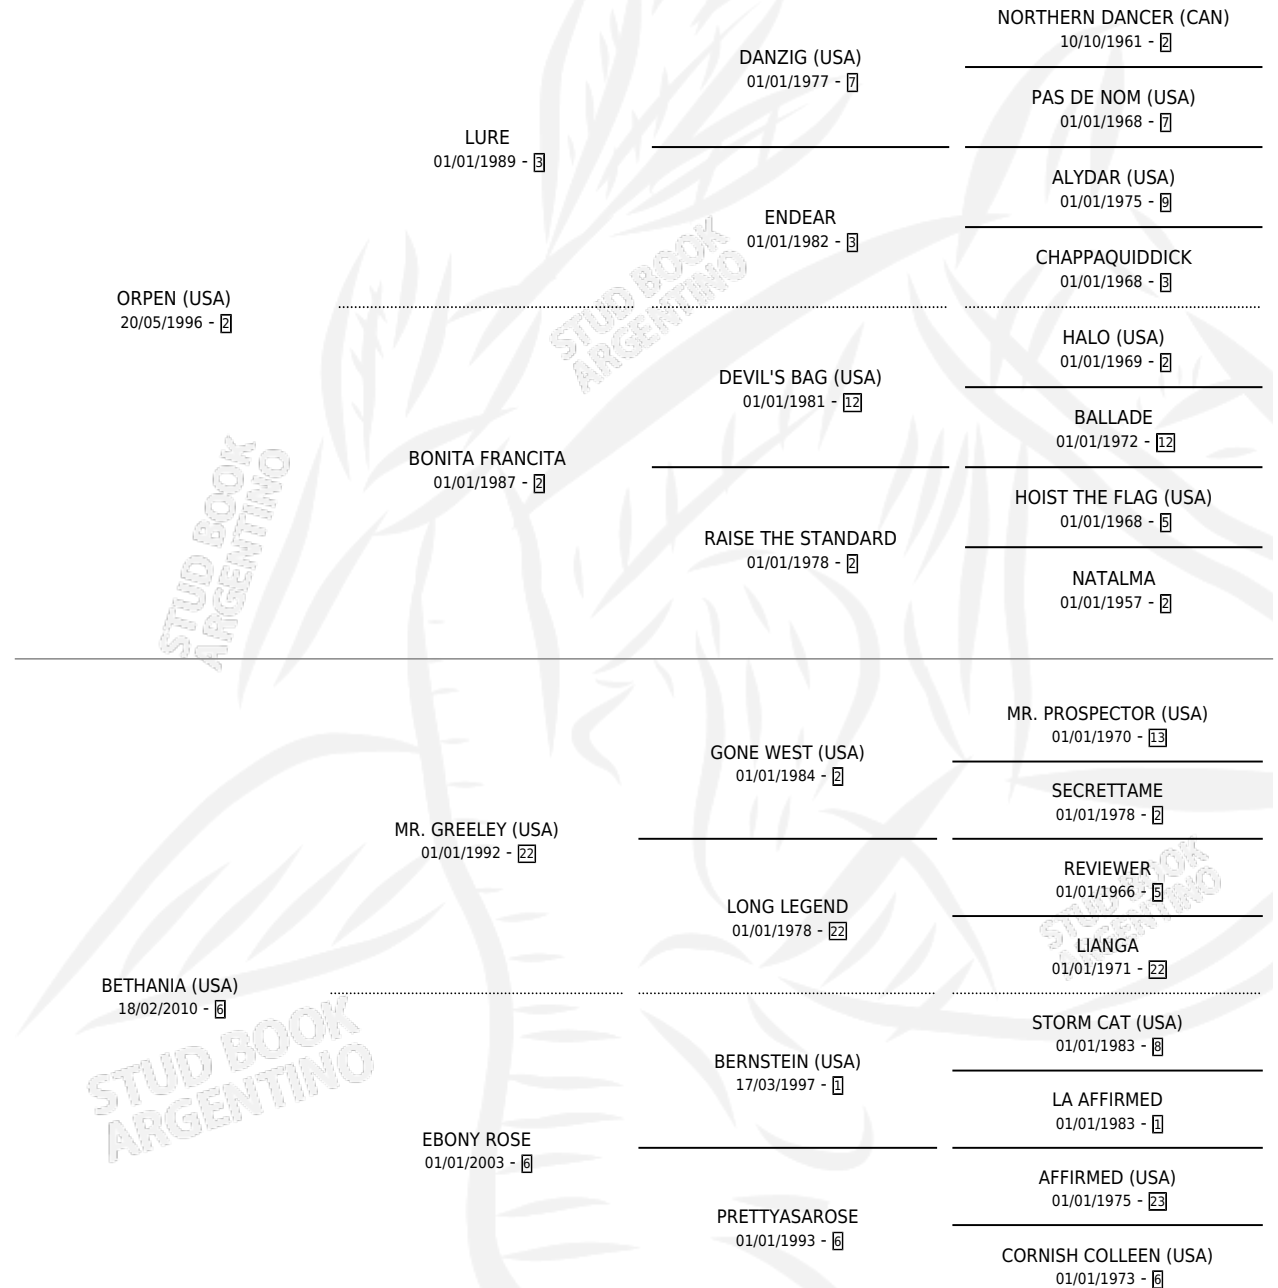 NORTHERN DANCER (CAN)
10/10/1961 - 2
DANZIG (USA)
01/01/1977 - 7
PAS DE NOM (USA)
01/01/1968 - 7
LURE
01/01/1989 - 3
ALYDAR (USA)
01/01/1975 - 9
ENDEAR
01/01/1982 - 3
CHAPPAQUIDDICK
01/01/1968 - 3
ORPEN (USA)
20/05/1996 - 2
HALO (USA)
01/01/1969 - 2
DEVIL'S BAG (USA)
01/01/1981 - 12
BALLADE
01/01/1972 - 12
BONITA FRANCITA
01/01/1987 - 2
HOIST THE FLAG (USA)
01/01/1968 - 5
RAISE THE STANDARD
01/01/1978 - 2
NATALMA
01/01/1957 - 2
MR. PROSPECTOR (USA)
01/01/1970 - 13
GONE WEST (USA)
01/01/1984 - 2
SECRETTAME
01/01/1978 - 2
MR. GREELEY (USA)
01/01/1992 - 22
REVIEWER
01/01/1966 - 5
LONG LEGEND
01/01/1978 - 22
LIANGA
01/01/1971 - 22
BETHANIA (USA)
18/02/2010 - 6
STORM CAT (USA)
01/01/1983 - 8
BERNSTEIN (USA)
17/03/1997 - 1
LA AFFIRMED
01/01/1983 - 1
EBONY ROSE
01/01/2003 - 6
AFFIRMED (USA)
01/01/1975 - 23
PRETTYASAROSE
01/01/1993 - 6
CORNISH COLLEEN (USA)
01/01/1973 - 6
STUD BOOK
ARGENTINO
STUD BOOK
ARGENTINO
STUD BOOK
ARGENTINO
STUD BOOK
ARGENTINO